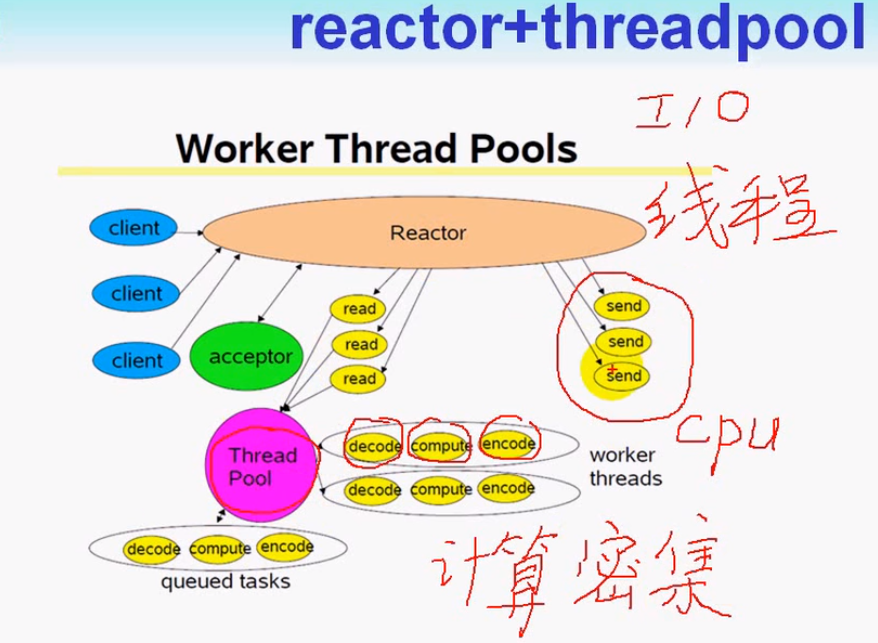 reactor+threadpool
I/O
Worker Thread Pools
线程
client
Reactor
client
read
send
client
acceptor
read
send
read
send
cpu
Thread
Pool
decode compute encode
worker
threads
decode compute encode
decode compute encode
queued tasks
计算密集